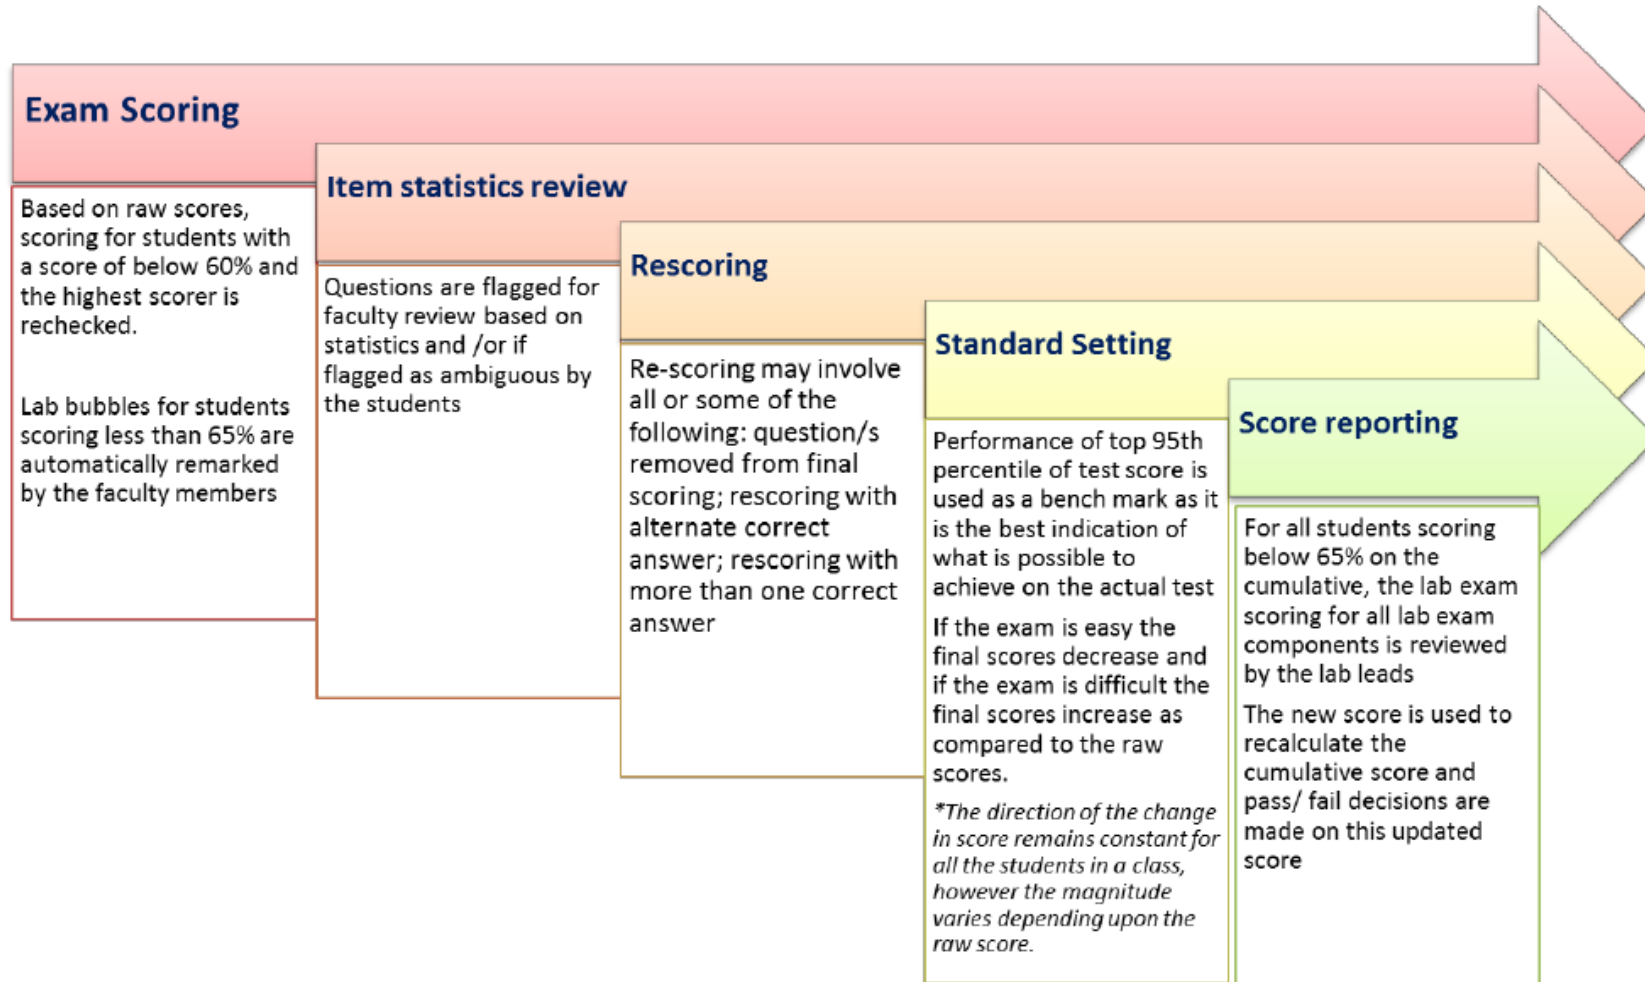 Exam Scoring
Based on raw scores,
scoring for students with
a score of below 60% and
the highest scorer is
rechecked.
Lab bubbles for students
scoring less than 65% are
automatically remarked
by the faculty members
Item statistics review
Questions are flagged for
faculty review based on
statistics and /or if
flagged as ambiguous by
the students
Rescoring
Re-scoring may involve
all or some of the
following: question/s
removed from final
scoring; rescoring with
alternate correct
answer; rescoring with
more than one correct
answer
Standard Setting
Performance of top 95th
percentile of test score is
used as a bench mark as it
is the best indication of
what is possible to
achieve on the actual test
If the exam is easy the
final scores decrease and
if the exam is difficult the
final scores increase as
compared to the raw
scores.
*The direction of the change
in score remains constant for
all the students in a class,
however the magnitude
varies depending upon the
raw score.
Score reporting
For all students scoring
below 65% on the
cumulative, the lab exam
scoring for all lab exam
components is reviewed
by the lab leads
The new score is used to
recalculate the
cumulative score and
pass/ fail decisions are
made on this updated
score